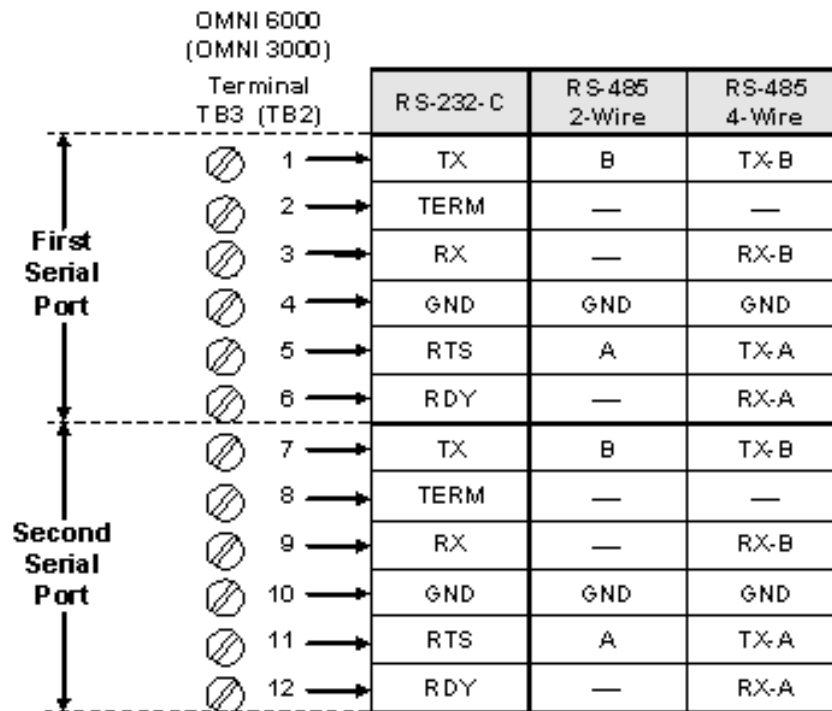 OMNI 6000
(OMNI 3000)
Terminal
TB3 (TB2)
RS-232-C
RS-485
2-Wire
RS-485
4-Wire
First
Serial
Port
1 TX B TX-B
2 TERM — —
3 RX — RX-B
4 GND GND GND
5 RTS A TX-A
6 RDY — RX-A
Second
Serial
Port
7 TX B TX-B
8 TERM — —
9 RX — RX-B
10 GND GND GND
11 RTS A TX-A
12 RDY — RX-A